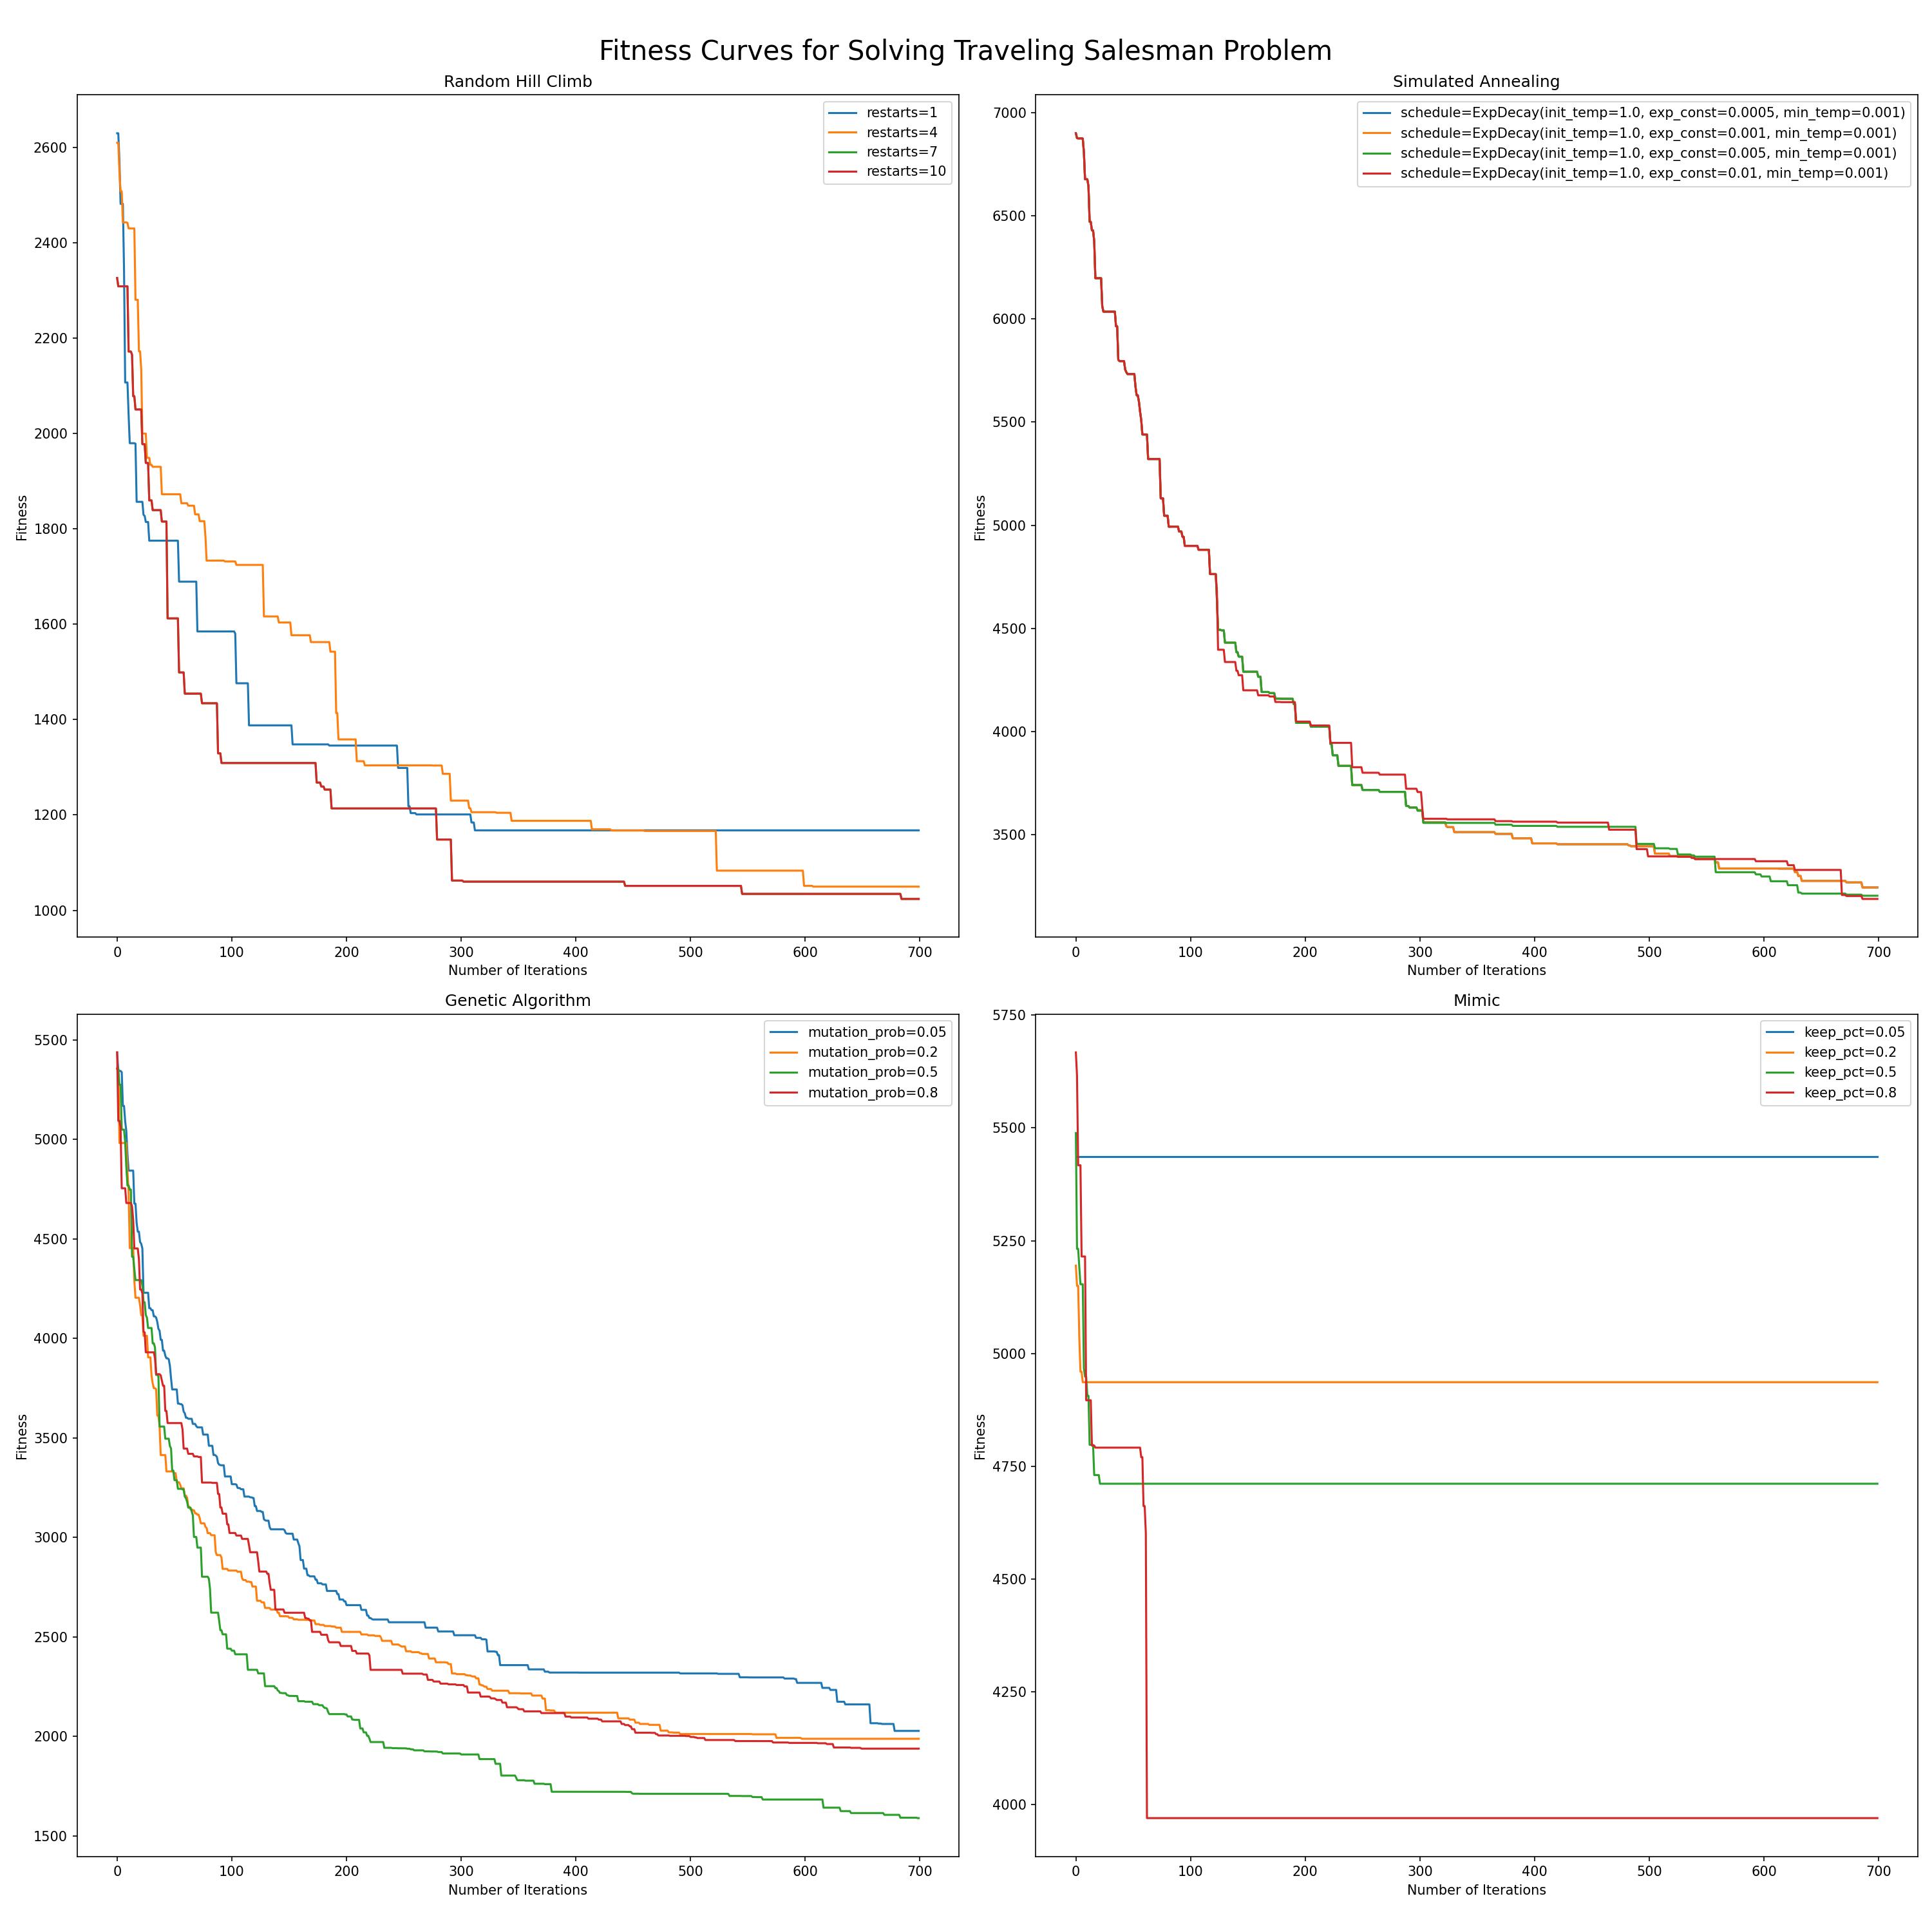 Fitness Curves for Solving Traveling Salesman Problem
Random Hill Climb
Fitness
2600
2400
2200
2000
1800
1600
1400
1200
1000
restarts=1
restarts=4
restarts=7
restarts=10
0 100 200 300 400 500 600 700
Number of Iterations
Simulated Annealing
Fitness
7000
6500
6000
5500
5000
4500
4000
3500
schedule=ExpDecay(init_temp=1.0, exp_const=0.0005, min_temp=0.001)
schedule=ExpDecay(init_temp=1.0, exp_const=0.001, min_temp=0.001)
schedule=ExpDecay(init_temp=1.0, exp_const=0.005, min_temp=0.001)
schedule=ExpDecay(init_temp=1.0, exp_const=0.01, min_temp=0.001)
0 100 200 300 400 500 600 700
Number of Iterations
Genetic Algorithm
Fitness
5500
5000
4500
4000
3500
3000
2500
2000
1500
mutation_prob=0.05
mutation_prob=0.2
mutation_prob=0.5
mutation_prob=0.8
0 100 200 300 400 500 600 700
Number of Iterations
Mimic
Fitness
5750
5500
5250
5000
4750
4500
4250
4000
keep_pct=0.05
keep_pct=0.2
keep_pct=0.5
keep_pct=0.8
0 100 200 300 400 500 600 700
Number of Iterations